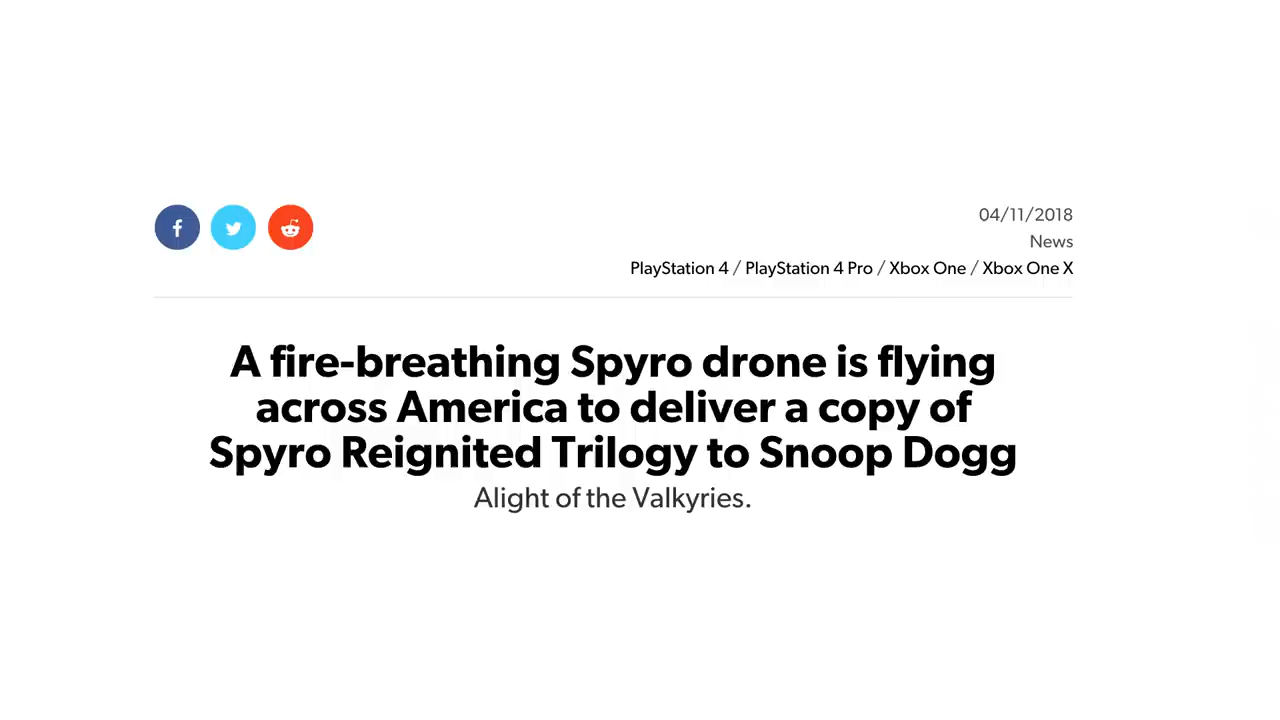 04/11/2018
News
PlayStation 4 / PlayStation 4 Pro / Xbox One / Xbox One X
A fire-breathing Spyro drone is flying
across America to deliver a copy of
Spyro Reignited Trilogy to Snoop Dogg
Alight of the Valkyries.